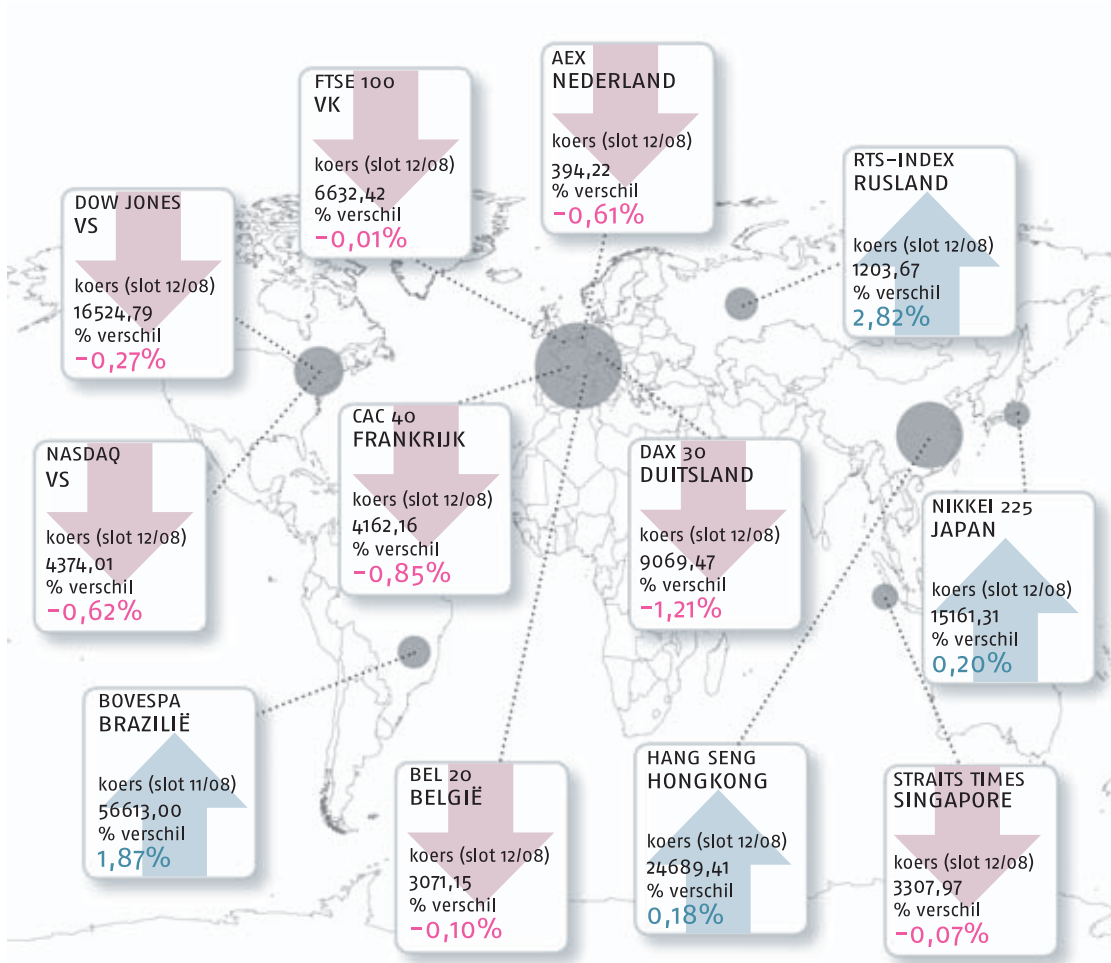 FTSE 100
VK
koers (slot 12/08)
6632,42
% verschil
-0,01%
AEX
NEDERLAND
koers (slot 12/08)
394,22
% verschil
-0,61%
RTS-INDEX
RUSLAND
koers (slot 12/08)
1203,67
% verschil
2,82%
DOW JONES
VS
koers (slot 12/08)
16524,79
% verschil
-0,27%
NASDAQ
VS
koers (slot 12/08)
4374,01
% verschil
-0,62%
CAC 40
FRANKRIJK
koers (slot 12/08)
4162,16
% verschil
-0,85%
DAX 30
DUITSLAND
koers (slot 12/08)
9069,47
% verschil
-1,21%
NIKKEI 225
JAPAN
koers (slot 12/08)
15161,31
% verschil
0,20%
BOVESPA
BRAZILIË
koers (slot 11/08)
56613,00
% verschil
1,87%
BEL 20
BELGIË
koers (slot 12/08)
3071,15
% verschil
-0,10%
HANG SENG
HONGKONG
koers (slot 12/08)
24689,41
% verschil
0,18%
STRAITS TIMES
SINGAPORE
koers (slot 12/08)
3307,97
% verschil
-0,07%